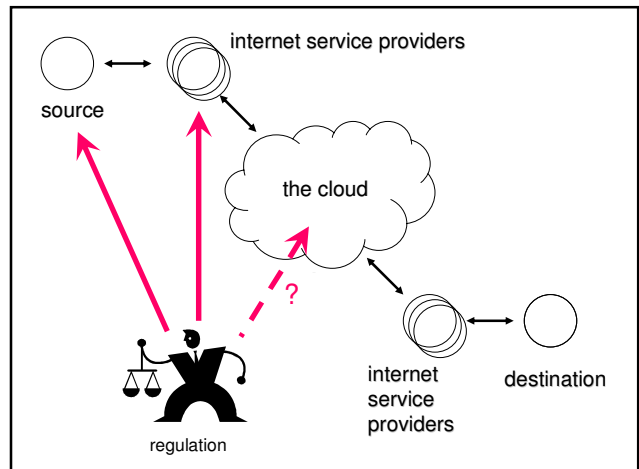 internet service providers
source
the cloud
?
internet
service
providers
destination
regulation